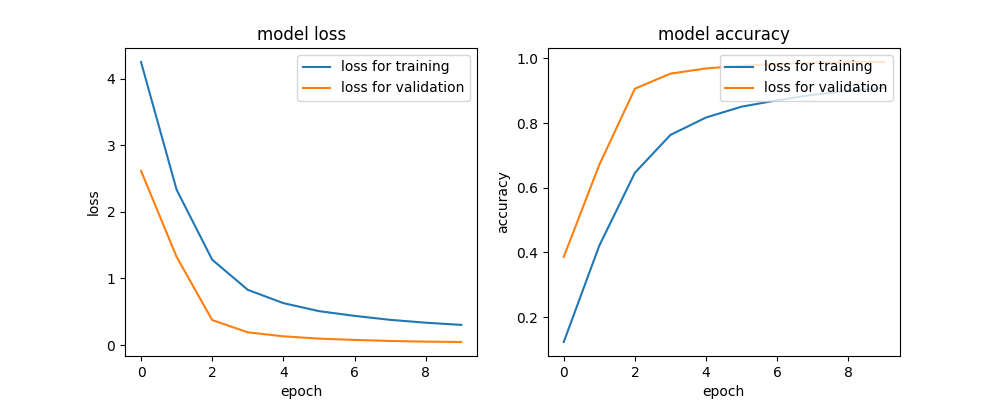 model loss
loss for training
loss for validation
4
3
2
1
0
loss
0 2 4 6 8
epoch
model accuracy
loss for training
loss for validation
1.0
0.8
0.6
0.4
0.2
accuracy
0 2 4 6 8
epoch